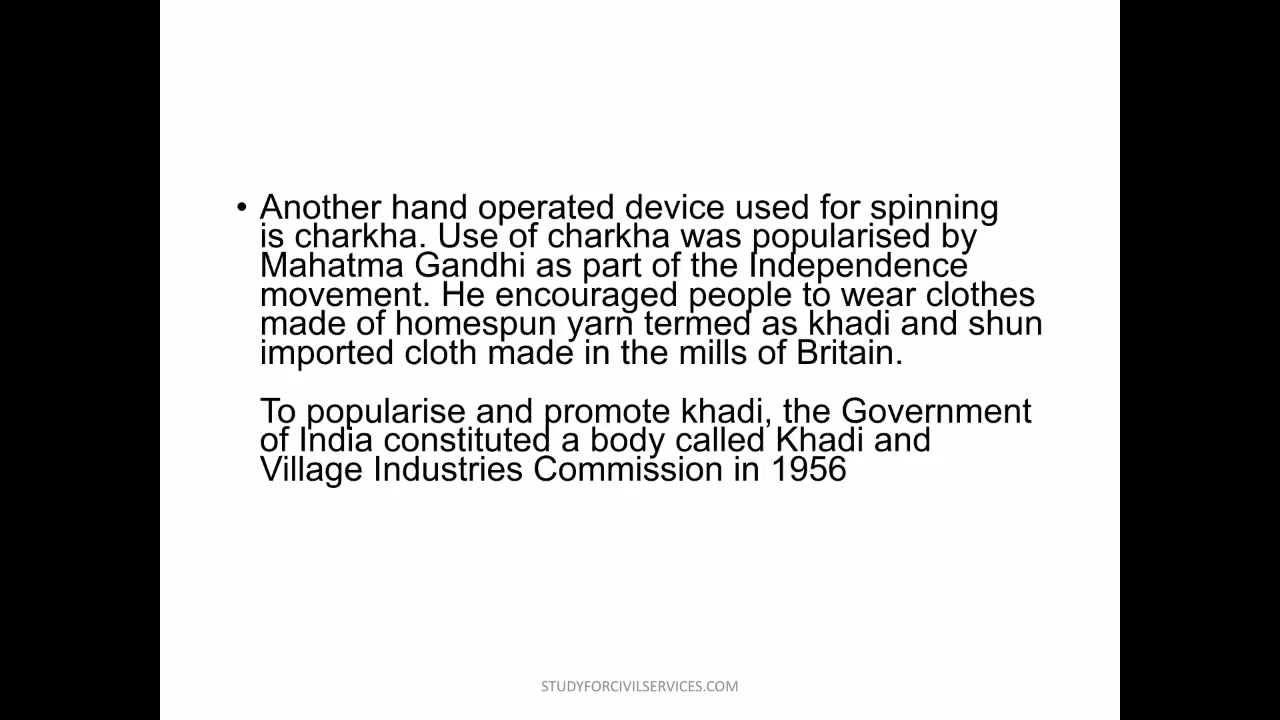 • Another hand operated device used for spinning
is charkha. Use of charkha was popularised by
Mahatma Gandhi as part of the Independence
movement. He encouraged people to wear clothes
made of homespun yarn termed as khadi and shun
imported cloth made in the mills of Britain.
To popularise and promote khadi, the Government
of India constituted a body called Khadi and
Village Industries Commission in 1956
STUDYFORCIVILSERVICES.COM